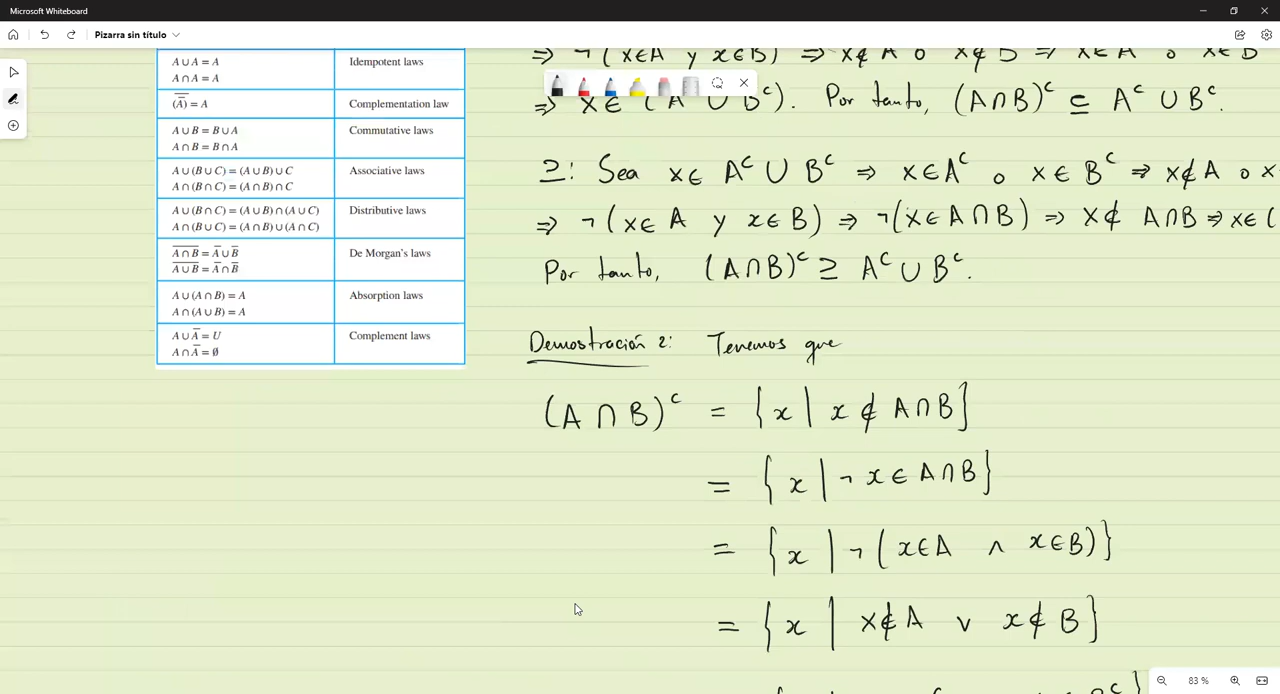 Microsoft Whiteboard
Pizarra sin título
A ∪ A = A
A ∩ A = A
Idempotent laws
(A̿) = A
Complementation law
A ∪ B = B ∪ A
A ∩ B = B ∩ A
Commutative laws
A ∪ (B ∪ C) = (A ∪ B) ∪ C
A ∩ (B ∩ C) = (A ∩ B) ∩ C
Associative laws
A ∪ (B ∩ C) = (A ∪ B) ∩ (A ∪ C)
A ∩ (B ∪ C) = (A ∩ B) ∪ (A ∩ C)
Distributive laws
A̅ ̅∩̅ ̅B̅ = A̅ ∪ B̅
A̅ ̅∪̅ ̅B̅ = A̅ ∩ B̅
De Morgan's laws
A ∪ (A ∩ B) = A
A ∩ (A ∪ B) = A
Absorption laws
A ∪ A̅ = U
A ∩ A̅ = ∅
Complement laws
⇒ ¬(x∈A y x∈B) ⇒ x∉A o x∉B ⇒ x∈A o x∈B
⇒ x∈(A ∪ Bᶜ). Por tanto, (A∩B)ᶜ ⊆ Aᶜ ∪ Bᶜ.
⊇: Sea x∈ Aᶜ ∪ Bᶜ ⇒ x∈Aᶜ o x∈Bᶜ ⇒ x∉A o x
⇒ ¬(x∈A y x∈B) ⇒ ¬(x∈A∩B) ⇒ x∉ A∩B ⇒ x∈(
Por tanto, (A∩B)ᶜ ⊇ Aᶜ ∪ Bᶜ.
Demostración 2: Tenemos que
(A ∩ B)ᶜ = {x | x ∉ A∩B}
= {x | ¬ x ∈ A∩B}
= {x | ¬(x∈A ∧ x∈B)}
= {x | x∉A ∨ x∉B}
83 %